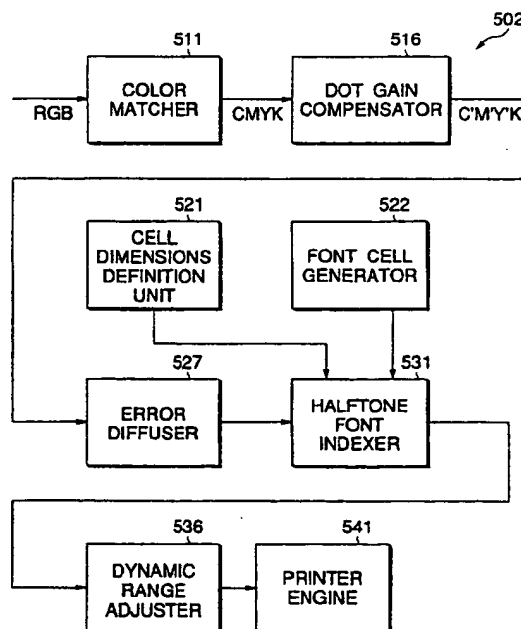 502
511
516
COLOR
MATCHER
DOT GAIN
COMPENSATOR
RGB
CMYK
C'M'Y'K'
521
522
CELL
DIMENSIONS
DEFINITION
UNIT
FONT CELL
GENERATOR
527
531
ERROR
DIFFUSER
HALFTONE
FONT
INDEXER
536
541
DYNAMIC
RANGE
ADJUSTER
PRINTER
ENGINE